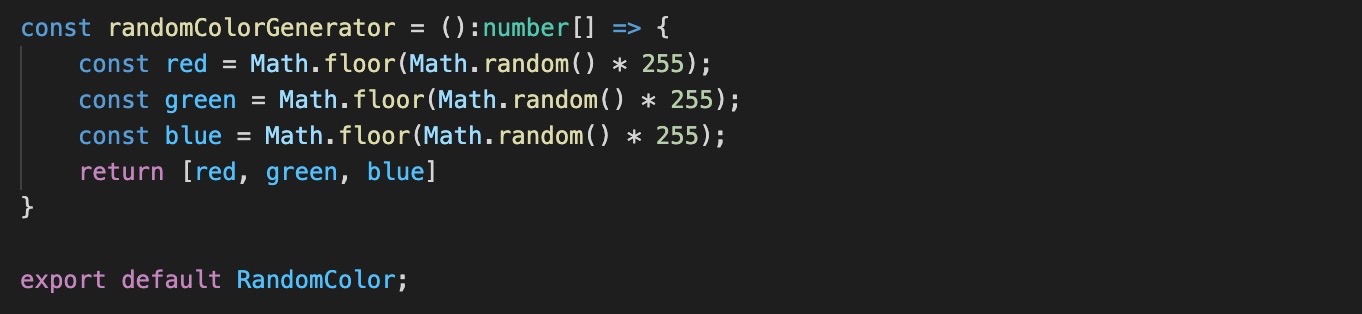 const randomColorGenerator = ():number[] => {
    const red = Math.floor(Math.random() * 255);
    const green = Math.floor(Math.random() * 255);
    const blue = Math.floor(Math.random() * 255);
    return [red, green, blue]
}
export default RandomColor;